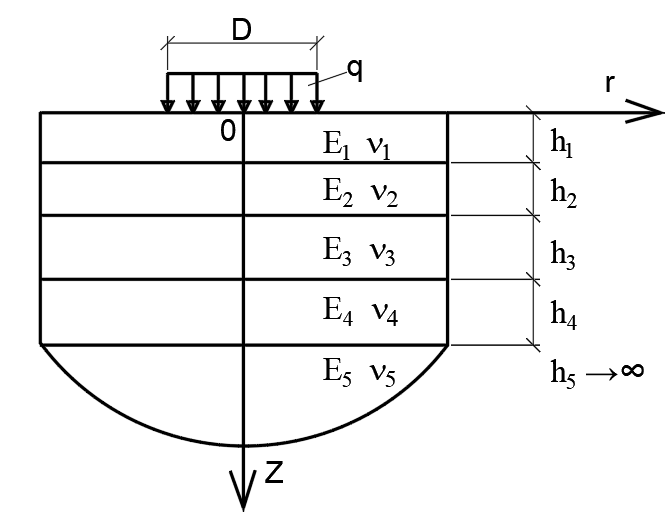 D
q
r
0
E₁ ν₁ h₁
E₂ ν₂ h₂
E₃ ν₃ h₃
E₄ ν₄ h₄
E₅ ν₅ h₅ →∞
Z